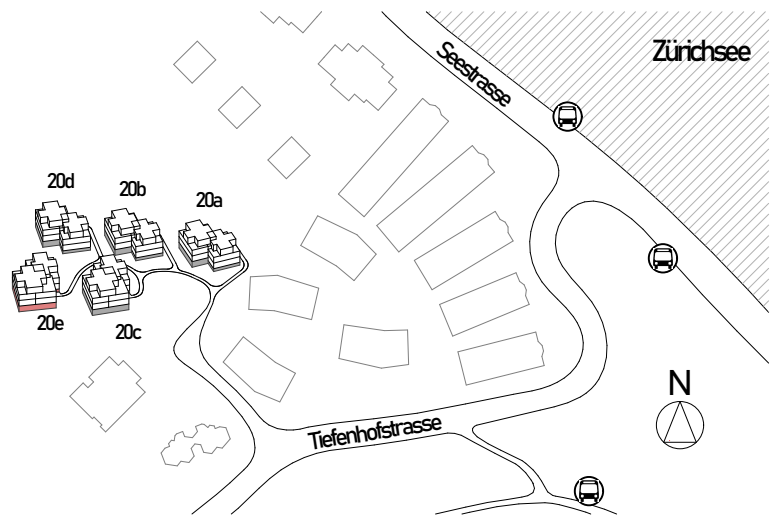 Zürichsee
Seestrasse
20d
20b
20a
20e
20c
N
Tiefenhofstrasse